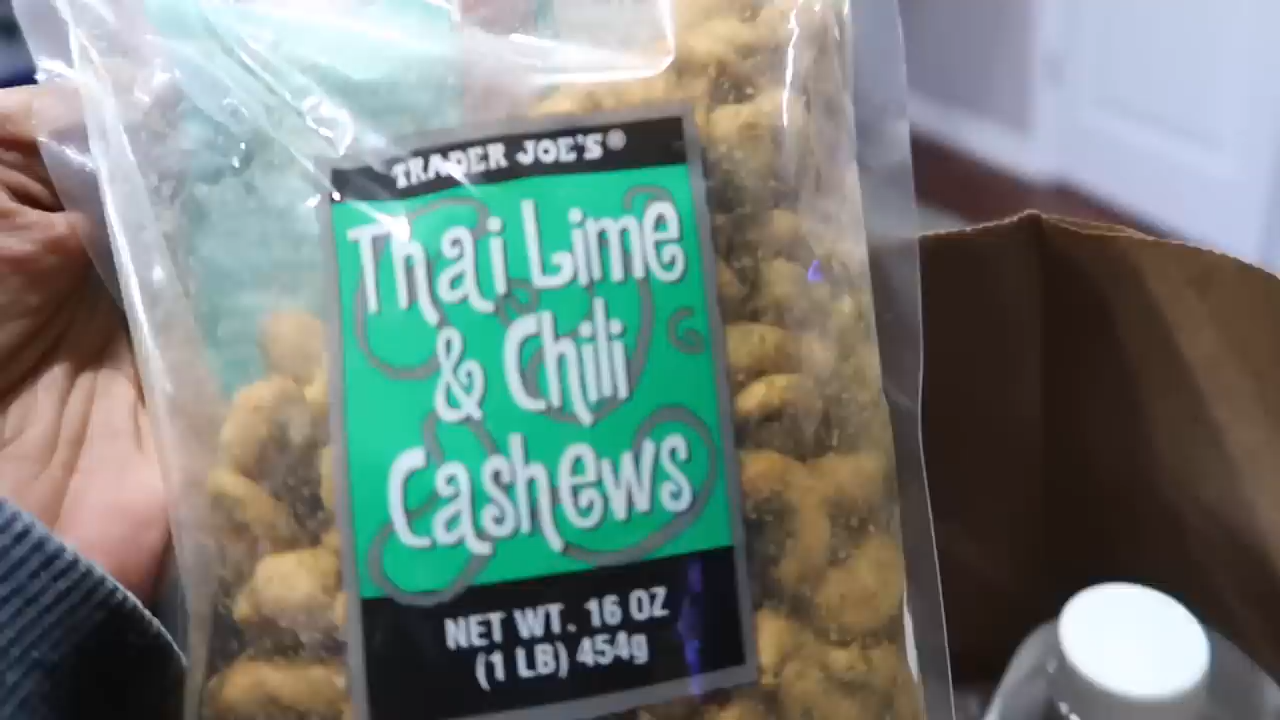 TRADER JOE'S®
Thai Lime
& Chili
Cashews
NET WT. 16 OZ
(1 LB) 454g